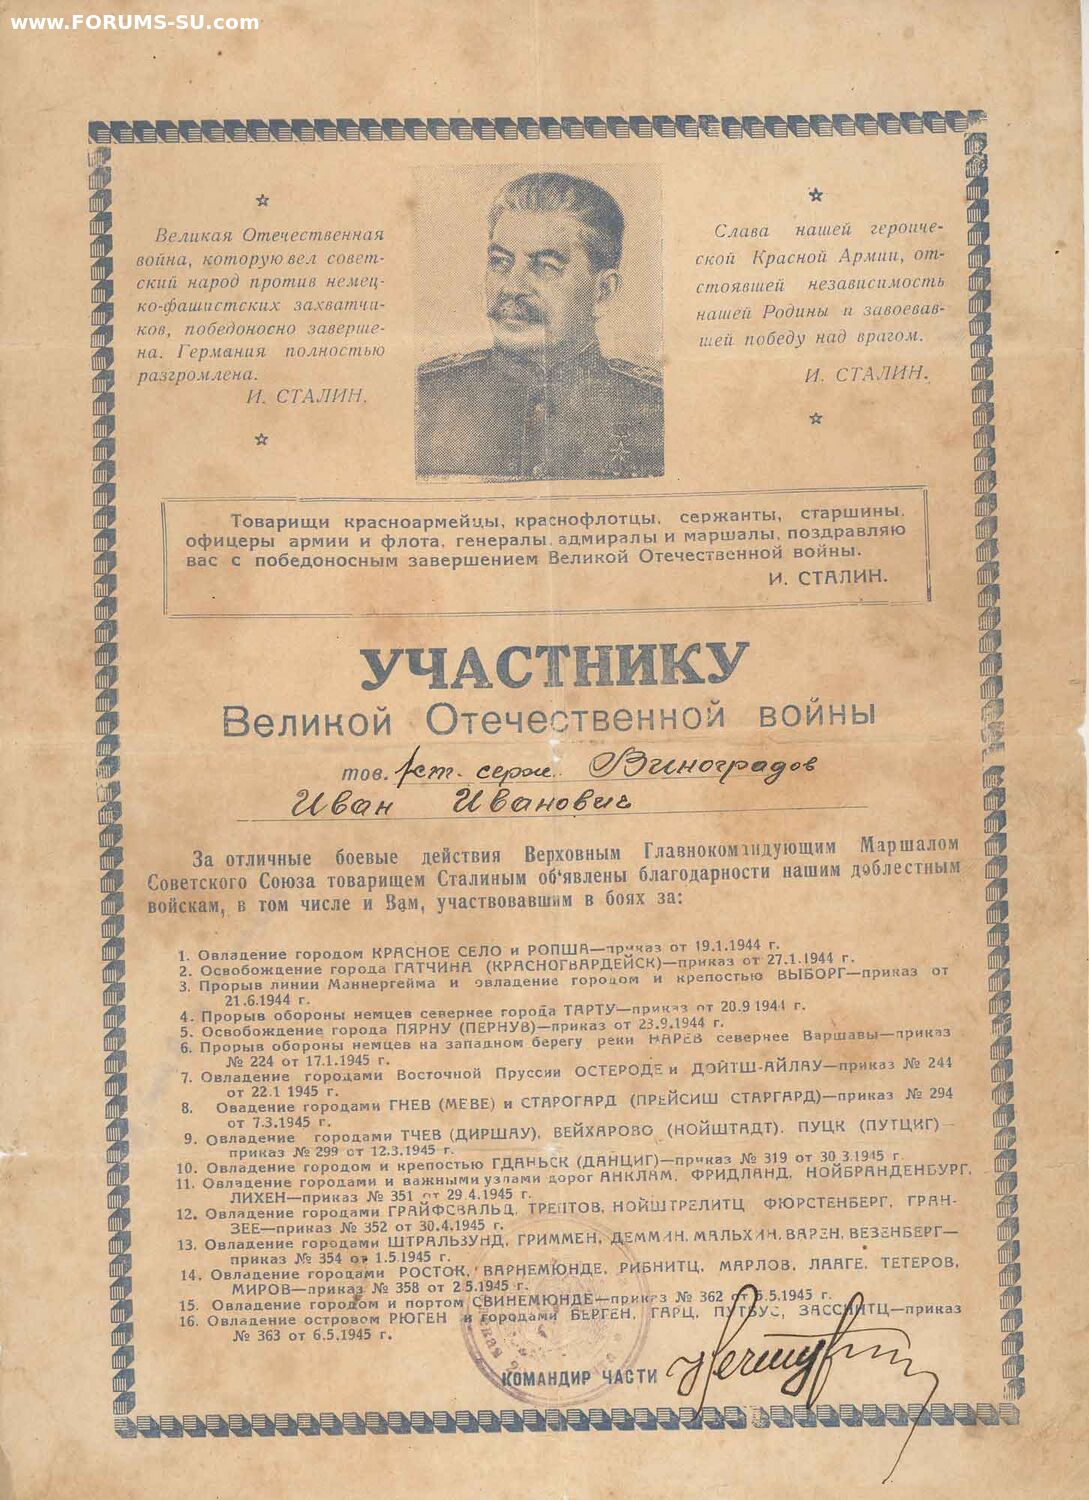 www.FORUMS-SU.com
Великая Отечественная
война, которую вел совет-
ский народ против немец-
ко-фашистских захватчи-
ков, победоносно заверше-
на. Германия полностью
разгромлена.
И. СТАЛИН.
Слава нашей героиче-
ской Красной Армии, от-
стоявшей независимость
нашей Родины и завоевав-
шей победу над врагом.
И. СТАЛИН.
Товарищи красноармейцы, краснофлотцы, сержанты, старшины,
офицеры армии и флота, генералы, адмиралы и маршалы, поздравляю
вас с победоносным завершением Великой Отечественной войны.
И. СТАЛИН.
УЧАСТНИКУ
Великой Отечественной войны
тов. ст. серж. Виноградов
Иван Иванович
За отличные боевые действия Верховным Главнокомандующим Маршалом
Советского Союза товарищем Сталиным об'явлены благодарности нашим доблестным
войскам, в том числе и Вам, участвовавшим в боях за:
1. Овладение городом КРАСНОЕ СЕЛО и РОПША—приказ от 19.1.1944 г.
2. Освобождение города ГАТЧИНА (КРАСНОГВАРДЕЙСК)—приказ от 27.1.1944 г.
3. Прорыв линии Маннергейма и овладение городом и крепостью ВЫБОРГ—приказ от
21.6.1944 г.
4. Прорыв обороны немцев севернее города ТАРТУ—приказ от 20.9 1944 г.
5. Освобождение города ПЯРНУ (ПЕРНУВ)—приказ от 23.9.1944 г.
6. Прорыв обороны немцев на западном берегу реки НАРЕВ севернее Варшавы—приказ
№ 224 от 17.1.1945 г.
7. Овладение городами Восточной Пруссии ОСТЕРОДЕ и ДОЙТШ-АЙЛАУ—приказ № 244
от 22.1 1945 г.
8. Овадение городами ГНЕВ (МЕВЕ) и СТАРОГАРД (ПРЕЙСИШ СТАРГАРД)—приказ № 294
от 7.3.1945 г.
9. Овладение городами ТЧЕВ (ДИРШАУ), ВЕЙХАРОВО (НОЙШТАДТ), ПУЦК (ПУТЦИГ)—
приказ № 299 от 12.3.1945 г.
10. Овладение городом и крепостью ГДАНЬСК (ДАНЦИГ)—приказ № 319 от 30.3.1945 г.
11. Овладение городами и важными узлами дорог АНКЛАМ, ФРИДЛАНД, НОЙБРАНДЕНБУРГ,
ЛИХЕН—приказ № 351 от 29.4.1945 г.
12. Овладение городами ГРАЙФСВАЛЬД, ТРЕПТОВ, НОЙШТРЕЛИТЦ ФЮРСТЕНБЕРГ, ГРАН-
ЗЕЕ—приказ № 352 от 30.4.1945 г.
13. Овладение городами ШТРАЛЬЗУНД, ГРИММЕН, ДЕММИН, МАЛЬХИН, ВАРЕН, ВЕЗЕНБЕРГ—
приказ № 354 от 1.5.1945 г.
14. Овладение городами РОСТОК, ВАРНЕМЮНДЕ, РИБНИТЦ, МАРЛОВ, ЛААГЕ, ТЕТЕРОВ,
МИРОВ—приказ № 358 от 2.5.1945 г.
15. Овладение городом и портом СВИНЕМЮНДЕ—приказ № 362 от 5.5.1945 г.
16. Овладение островом РЮГЕН и городами БЕРГЕН, ГАРЦ, ПУТБУС, ЗАССНИТЦ—приказ
№ 363 от 6.5.1945 г.
КОМАНДИР ЧАСТИ